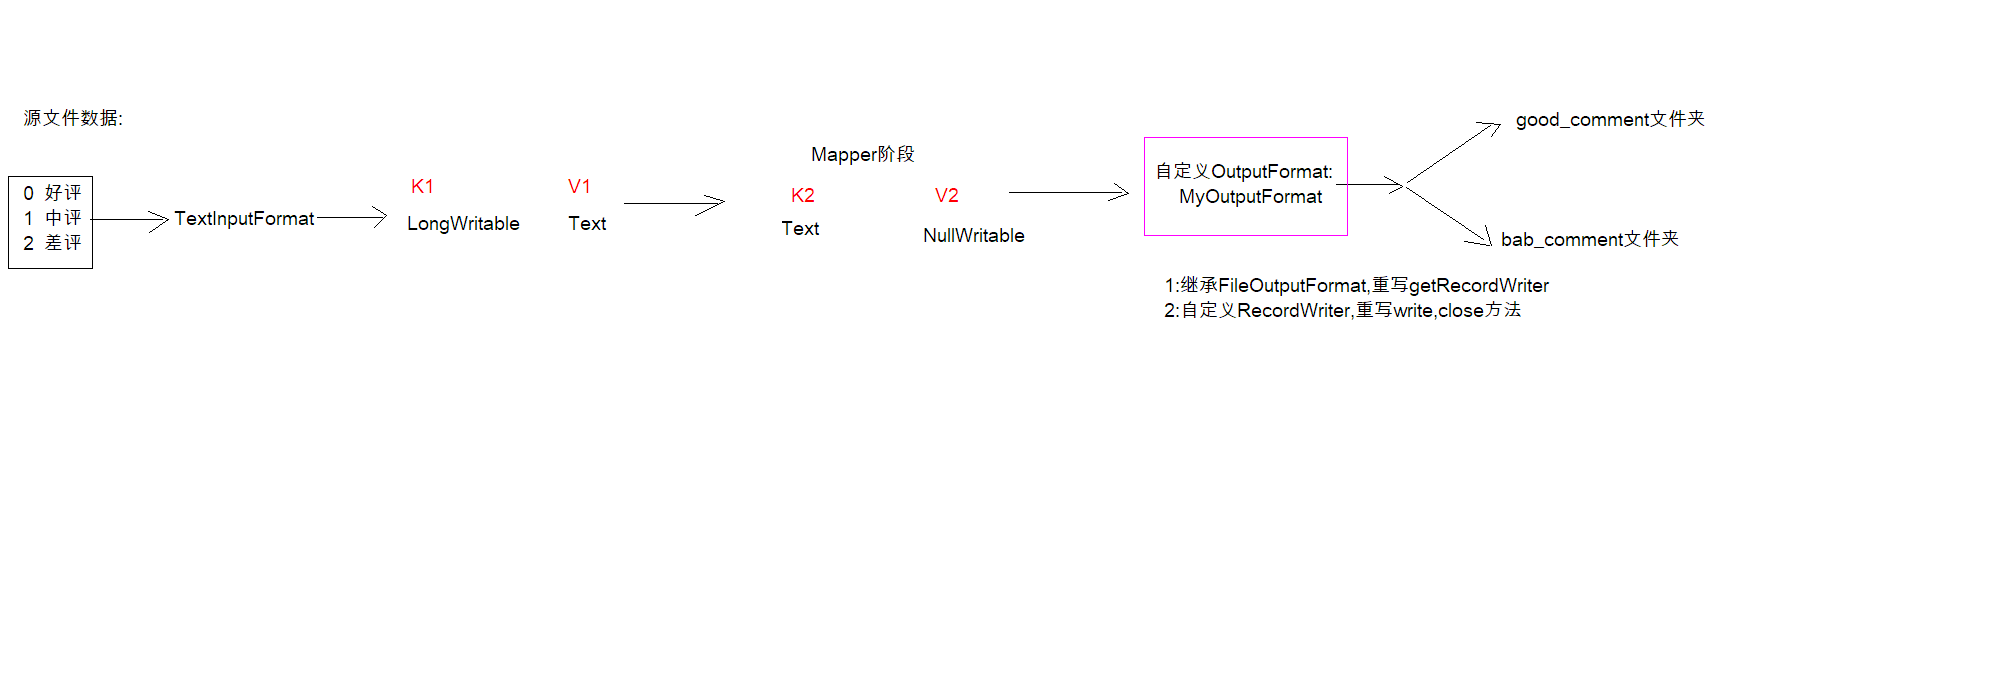 源文件数据:
0 好评
1 中评
2 差评
TextInputFormat
K1
V1
LongWritable
Text
Mapper阶段
K2
V2
Text
NullWritable
自定义OutputFormat:
MyOutputFormat
1:继承FileOutputFormat,重写getRecordWriter
2:自定义RecordWriter,重写write,close方法
good_comment文件夹
bab_comment文件夹